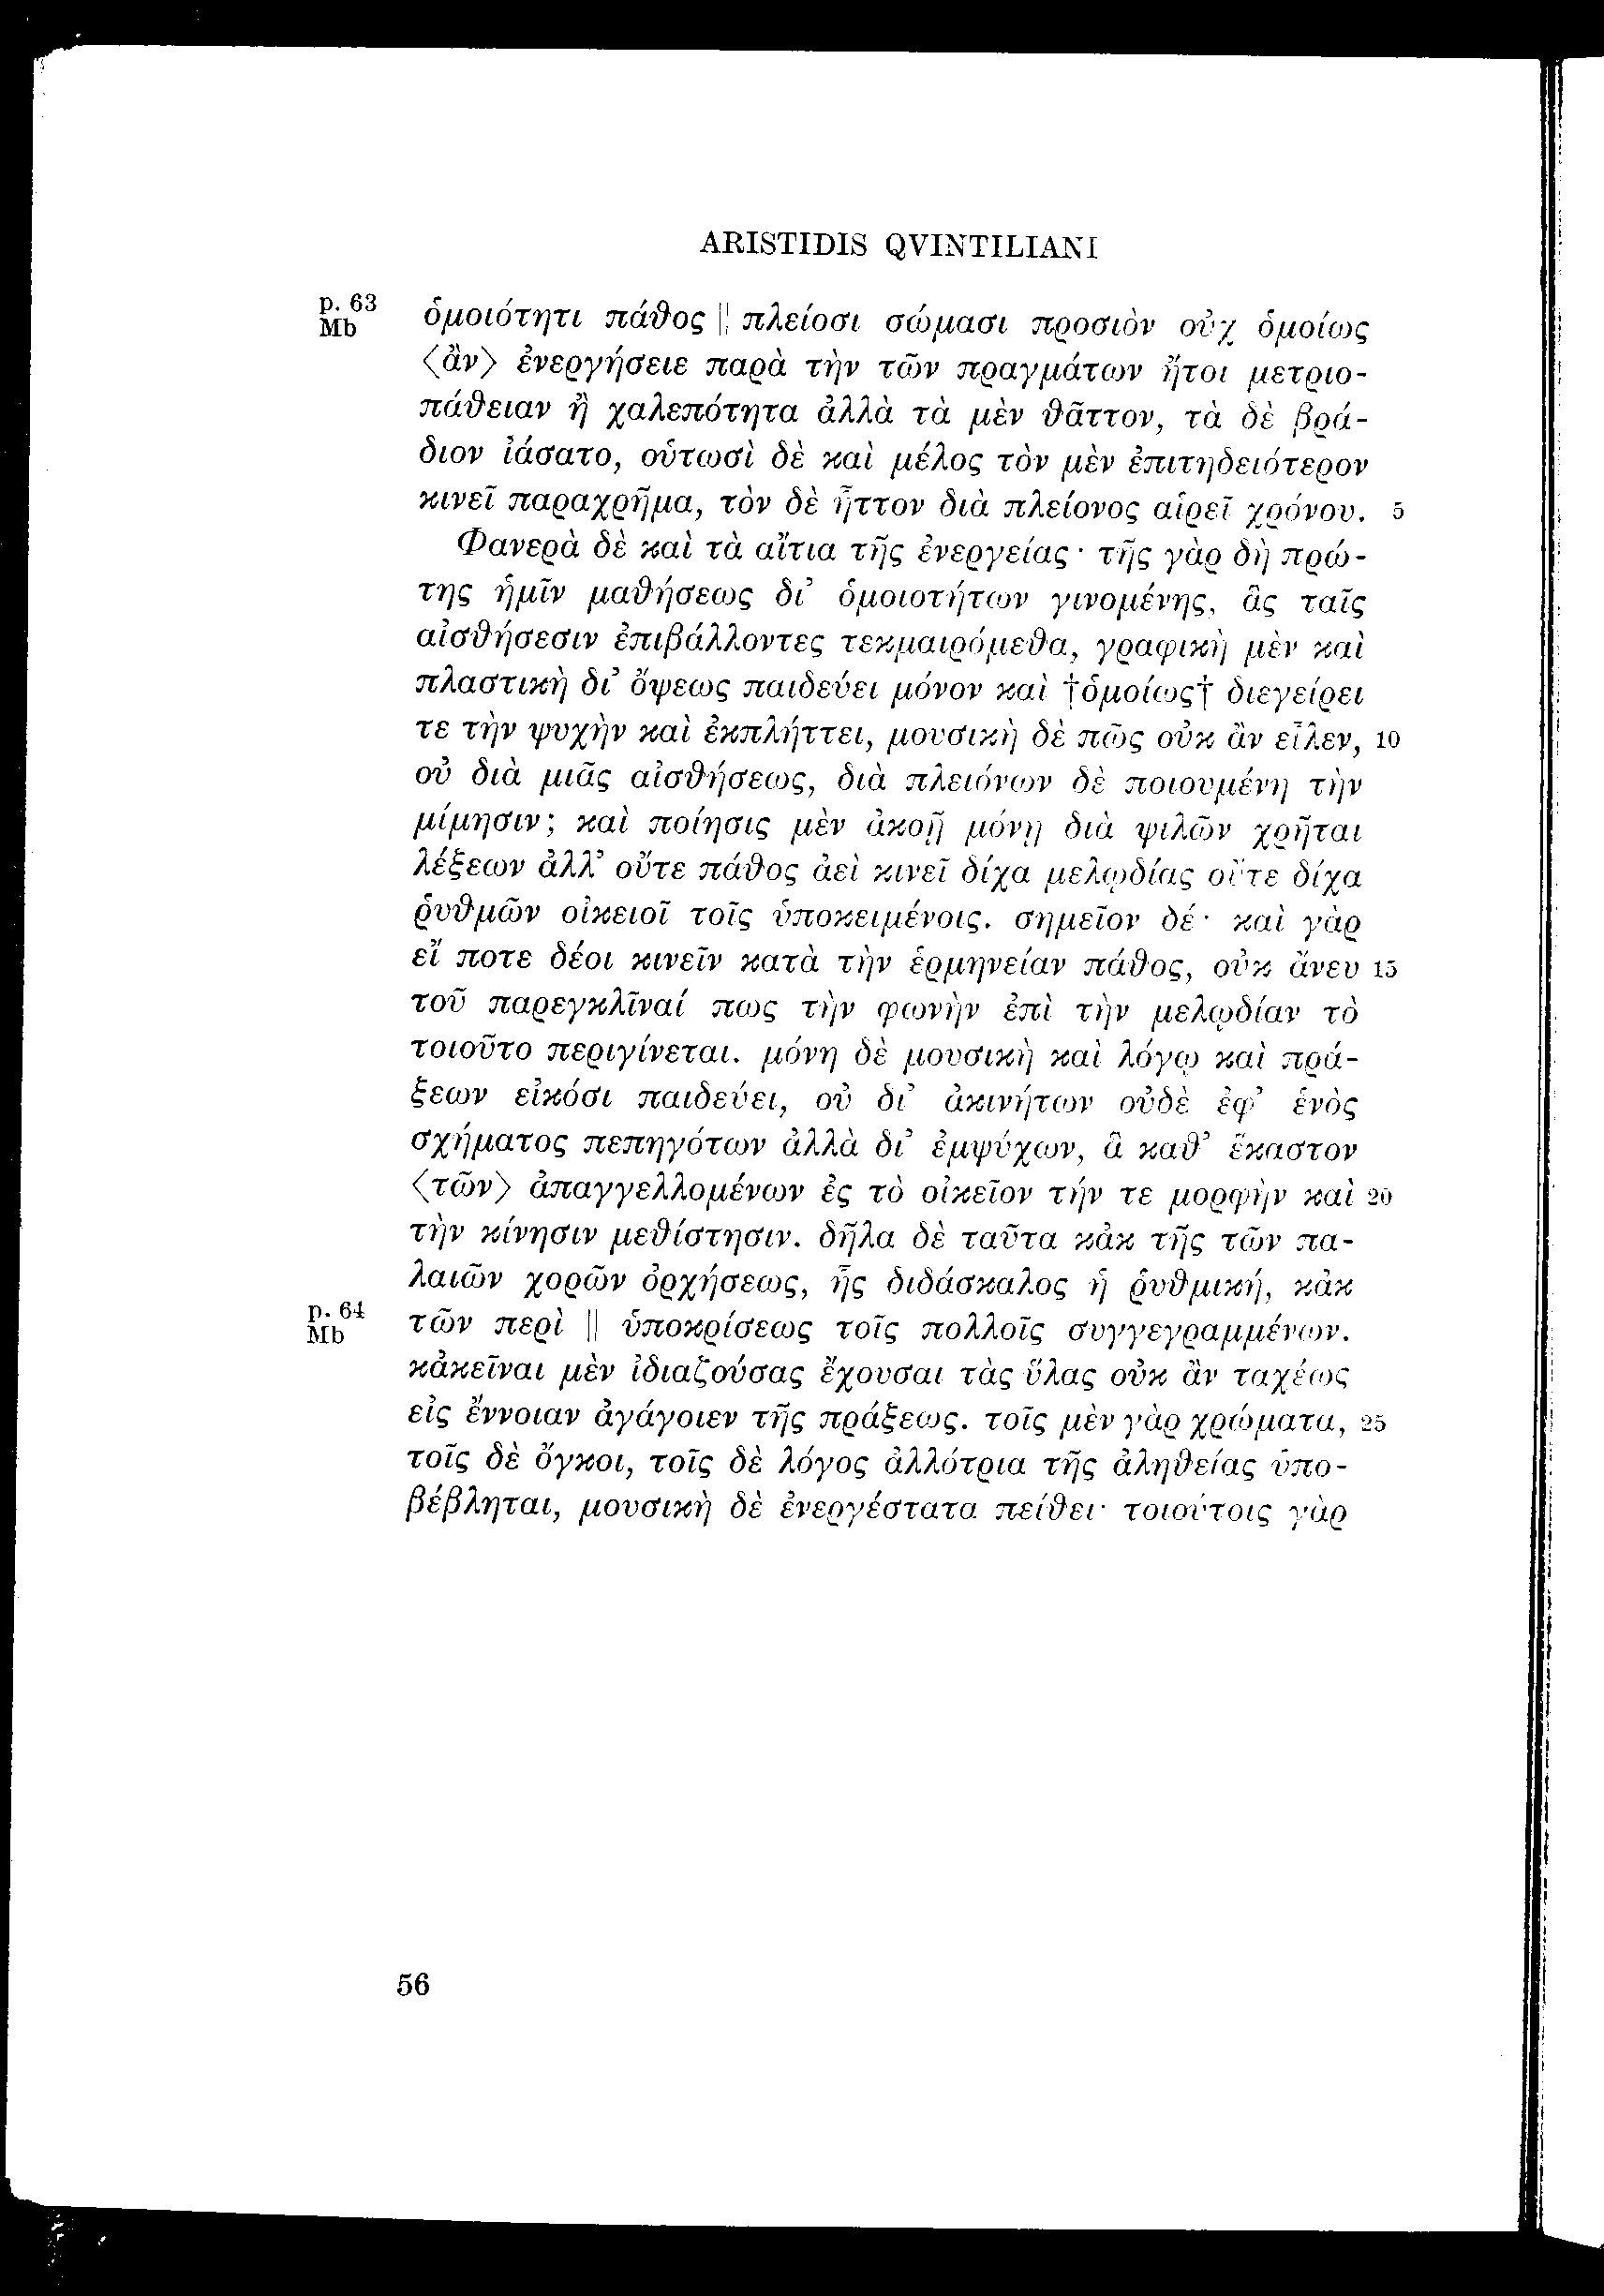 ARISTIDIS QVINTILIANI
p. 63
Mb
ὁμοιότητι πάθος || πλείοσι σώμασι προσιὸν οὐχ ὁμοίως
⟨ἂν⟩ ἐνεργήσειε παρὰ τὴν τῶν πραγμάτων ἤτοι μετριο-
πάθειαν ἢ χαλεπότητα ἀλλὰ τὰ μὲν θᾶττον, τὰ δὲ βρά-
διον ἰάσατο, οὑτωσὶ δὲ καὶ μέλος τὸν μὲν ἐπιτηδειότερον
κινεῖ παραχρῆμα, τὸν δὲ ἧττον διὰ πλείονος αἱρεῖ χρόνου. 5
Φανερὰ δὲ καὶ τὰ αἴτια τῆς ἐνεργείας· τῆς γὰρ δὴ πρώ-
της ἡμῖν μαθήσεως δι’ ὁμοιοτήτων γινομένης, ἃς ταῖς
αἰσθήσεσιν ἐπιβάλλοντες τεκμαιρόμεθα, γραφικὴ μὲν καὶ
πλαστικὴ δι’ ὄψεως παιδεύει μόνον καὶ †ὁμοίως† διεγείρει
τε τὴν ψυχὴν καὶ ἐκπλήττει, μουσικὴ δὲ πῶς οὐκ ἂν εἷλεν, 10
οὐ διὰ μιᾶς αἰσθήσεως, διὰ πλειόνων δὲ ποιουμένη τὴν
μίμησιν; καὶ ποίησις μὲν ἀκοῇ μόνῃ διὰ ψιλῶν χρῆται
λέξεων ἀλλ’ οὔτε πάθος ἀεὶ κινεῖ δίχα μελῳδίας οὔτε δίχα
ῥυθμῶν οἰκειοῖ τοῖς ὑποκειμένοις. σημεῖον δέ· καὶ γὰρ
εἴ ποτε δέοι κινεῖν κατὰ τὴν ἑρμηνείαν πάθος, οὐκ ἄνευ 15
τοῦ παρεγκλῖναί πως τὴν φωνὴν ἐπὶ τὴν μελῳδίαν τὸ
τοιοῦτο περιγίνεται. μόνη δὲ μουσικὴ καὶ λόγῳ καὶ πρά-
ξεων εἰκόσι παιδεύει, οὐ δι’ ἀκινήτων οὐδὲ ἐφ’ ἑνὸς
σχήματος πεπηγότων ἀλλὰ δι’ ἐμψύχων, ἃ καθ’ ἕκαστον
⟨τῶν⟩ ἀπαγγελλομένων ἐς τὸ οἰκεῖον τήν τε μορφὴν καὶ 20
τὴν κίνησιν μεθίστησιν. δῆλα δὲ ταῦτα κἀκ τῆς τῶν πα-
λαιῶν χορῶν ὀρχήσεως, ἧς διδάσκαλος ἡ ῥυθμική, κἀκ
p. 64
Mb
τῶν περὶ || ὑποκρίσεως τοῖς πολλοῖς συγγεγραμμένων.
κἀκεῖναι μὲν ἰδιαζούσας ἔχουσαι τὰς ὕλας οὐκ ἂν ταχέως
εἰς ἔννοιαν ἀγάγοιεν τῆς πράξεως. τοῖς μὲν γὰρ χρώματα, 25
τοῖς δὲ ὄγκοι, τοῖς δὲ λόγος ἀλλότρια τῆς ἀληθείας ὑπο-
βέβληται, μουσικὴ δὲ ἐνεργέστατα πείθει· τοιούτοις γὰρ
56